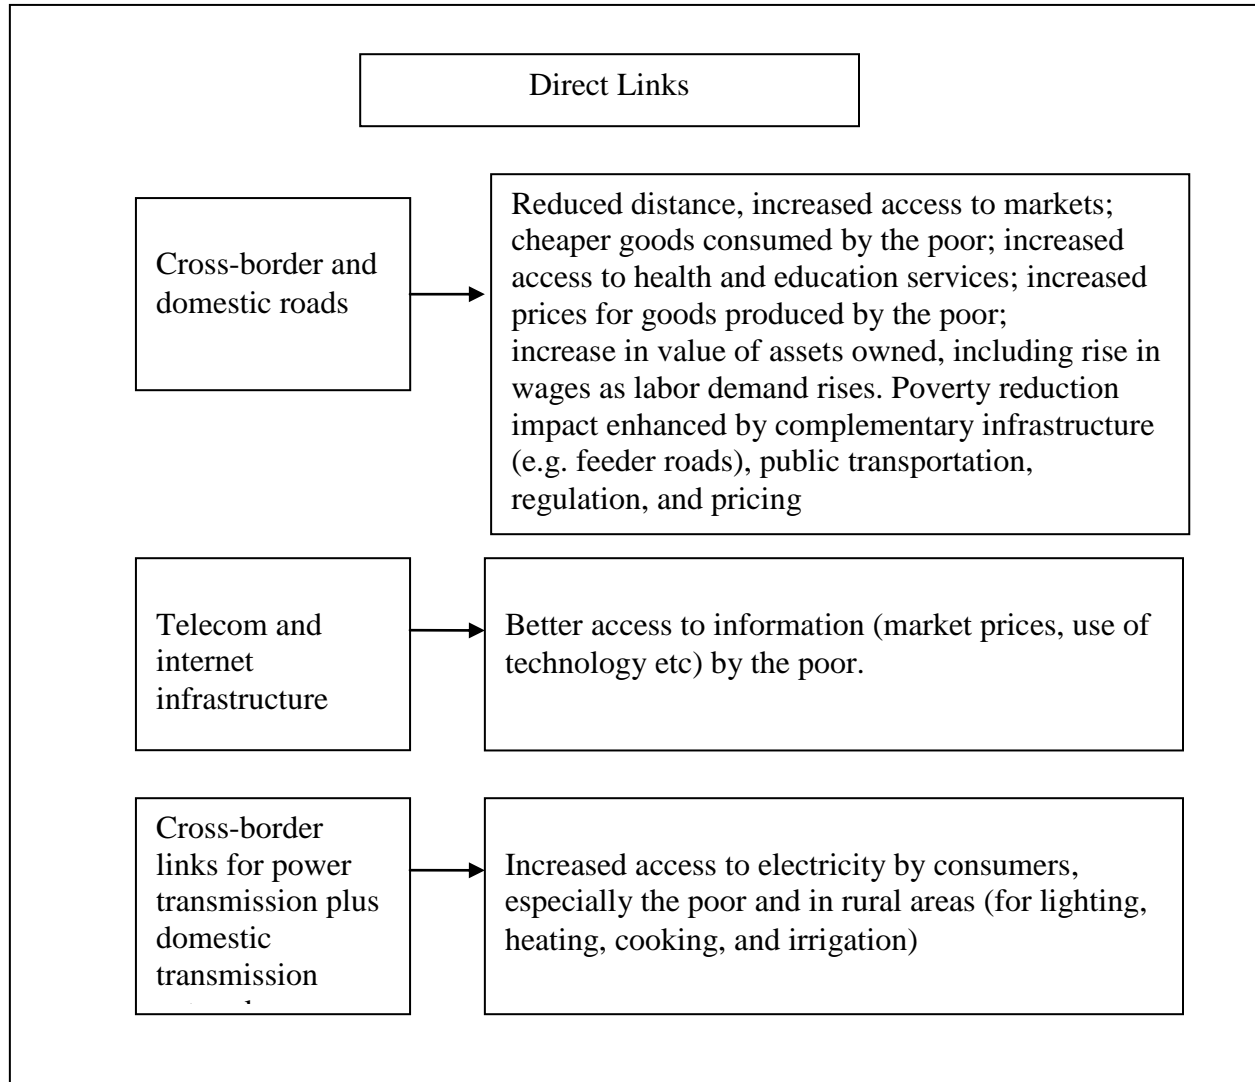 Direct Links
Cross-border and
domestic roads
Reduced distance, increased access to markets;
cheaper goods consumed by the poor; increased
access to health and education services; increased
prices for goods produced by the poor;
increase in value of assets owned, including rise in
wages as labor demand rises. Poverty reduction
impact enhanced by complementary infrastructure
(e.g. feeder roads), public transportation,
regulation, and pricing
Telecom and
internet
infrastructure
Better access to information (market prices, use of
technology etc) by the poor.
Cross-border
links for power
transmission plus
domestic
transmission
Increased access to electricity by consumers,
especially the poor and in rural areas (for lighting,
heating, cooking, and irrigation)